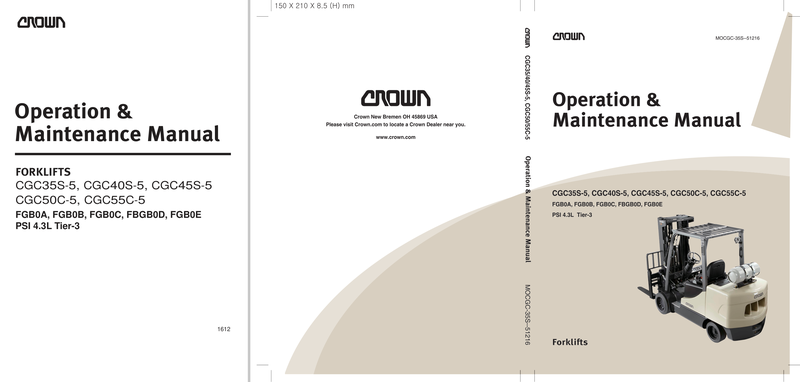 CROWN
Operation &
Maintenance Manual
FORKLIFTS
CGC35S-5, CGC40S-5, CGC45S-5
CGC50C-5, CGC55C-5
FGB0A, FGB0B, FGB0C, FBGB0D, FGB0E
PSI 4.3L Tier-3
1612
150 X 210 X 8.5 (H) mm
CROWN
Crown New Bremen OH 45869 USA
Please visit Crown.com to locate a Crown Dealer near you.
www.crown.com
CROWN
CGC35/40/45S-5, CGC50/55C-5
Operation & Maintenance Manual
MOCGC-35S-51216
CROWN
MOCGC-35S-51216
Operation &
Maintenance Manual
CGC35S-5, CGC40S-5, CGC45S-5, CGC50C-5, CGC55C-5
FGB0A, FGB0B, FGB0C, FBGB0D, FGB0E
PSI 4.3L Tier-3
Forklifts